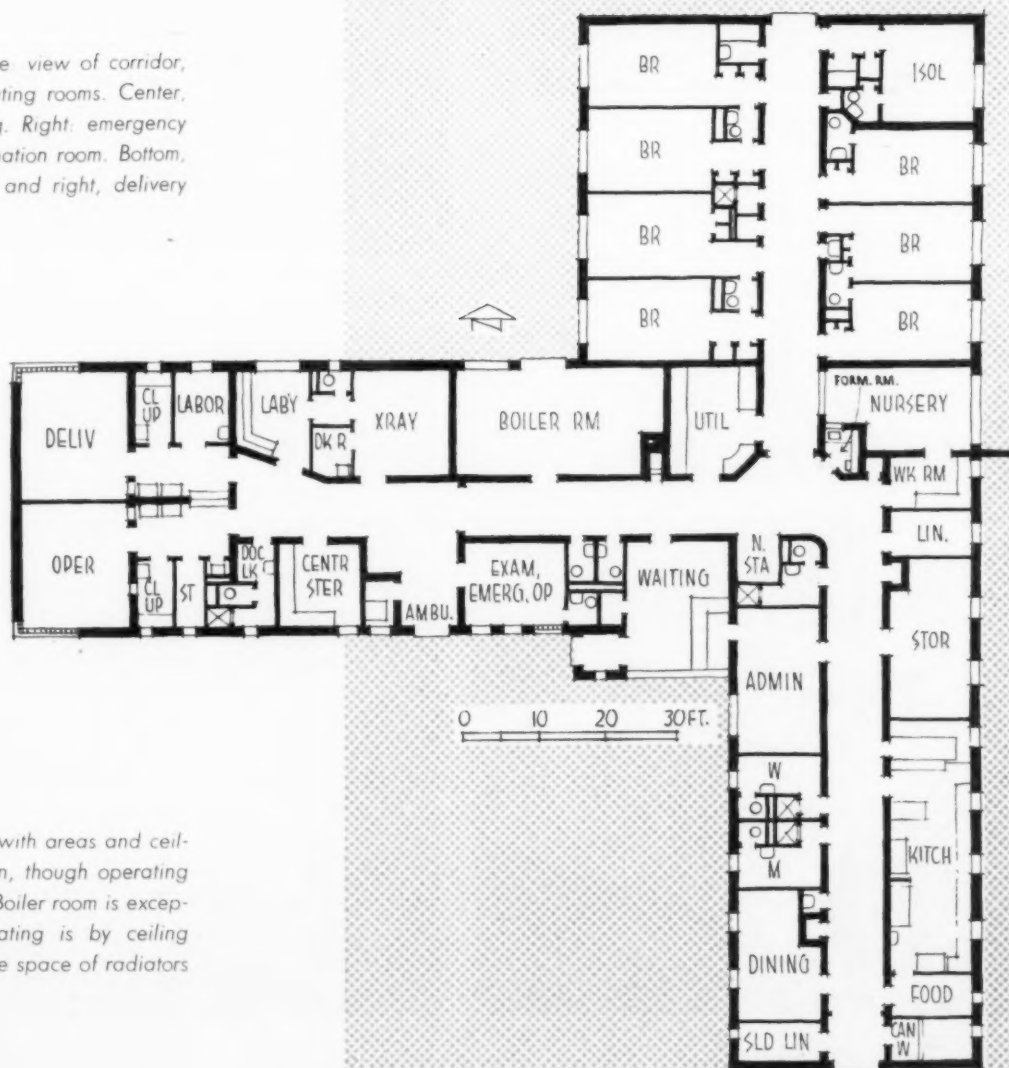 e view of corridor,
ting rooms. Center,
g. Right: emergency
ation room. Bottom,
and right, delivery
BR
ISOL
BR
BR
BR
BR
BR
BR
FORM. RM.
NURSERY
DELIV
CL UP
LABOR
LAB'Y
DK R
XRAY
BOILER RM
UTIL
WK RM
LIN.
OPER
CL UP
ST
DOC LK
CENTR STER
AMBU.
EXAM, EMERG. OP
WAITING
N. STA
STOR
ADMIN
0 10 20 30 FT.
W
M
KITCH
DINING
FOOD
SLD LIN
CAN W
with areas and ceil-
n, though operating
Boiler room is excep-
ating is by ceiling
e space of radiators